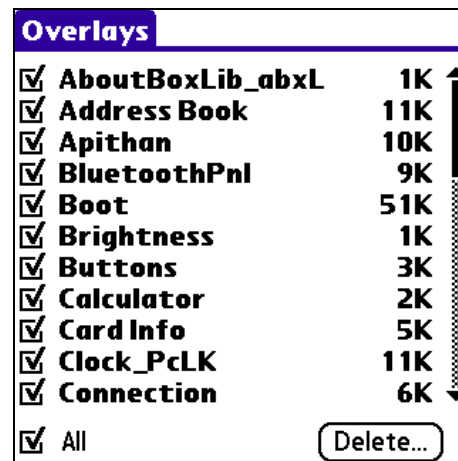 Overlays
AboutBoxLib_abxL 1K
Address Book 11K
Apithan 10K
BluetoothPnl 9K
Boot 51K
Brightness 1K
Buttons 3K
Calculator 2K
Card Info 5K
Clock_PcLK 11K
Connection 6K
All Delete...